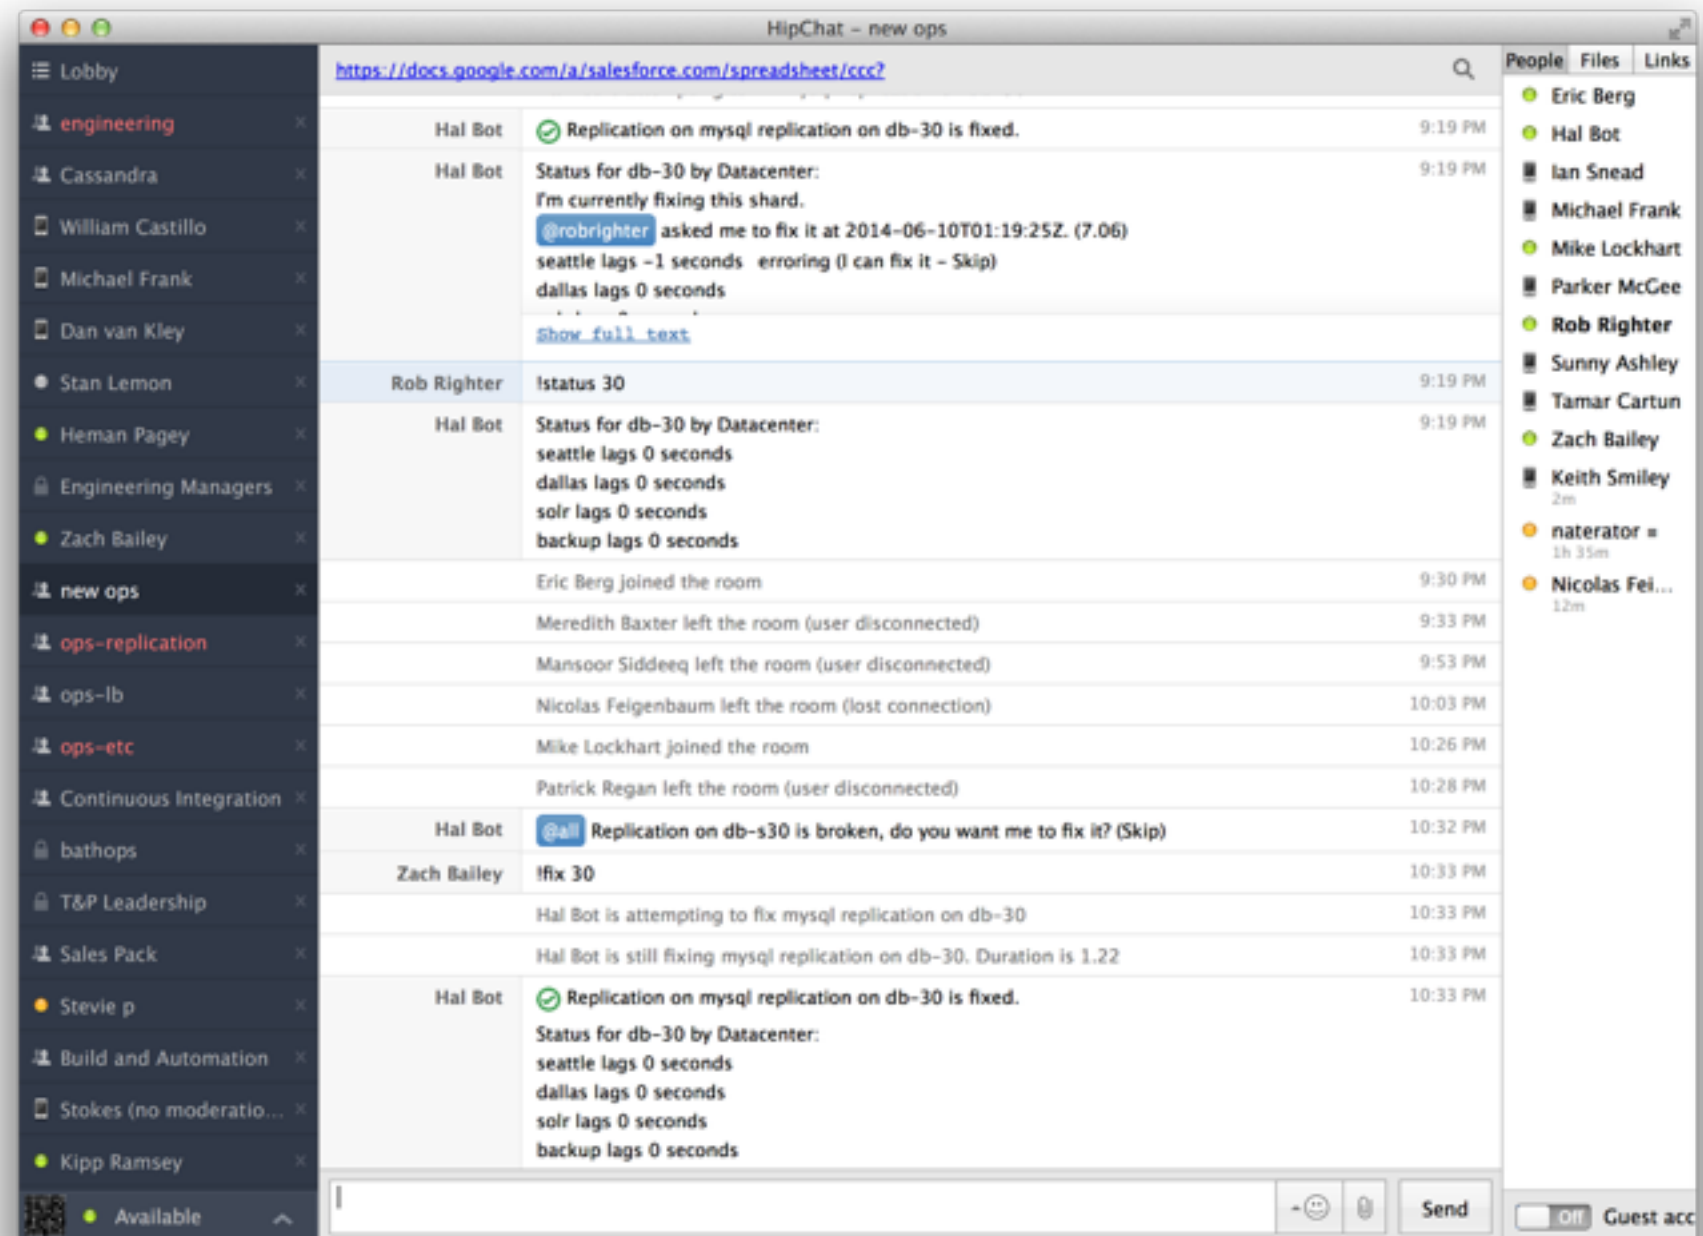 HipChat – new ops
Lobby
engineering
Cassandra
William Castillo
Michael Frank
Dan van Kley
Stan Lemon
Heman Pagey
Engineering Managers
Zach Bailey
new ops
ops-replication
ops-lb
ops-etc
Continuous Integration
bathops
T&P Leadership
Sales Pack
Stevie p
Build and Automation
Stokes (no moderatio...
Kipp Ramsey
Available
https://docs.google.com/a/salesforce.com/spreadsheet/ccc?
Hal Bot Replication on mysql replication on db-30 is fixed. 9:19 PM
Hal Bot Status for db-30 by Datacenter: 9:19 PM
I'm currently fixing this shard.
@robrighter asked me to fix it at 2014-06-10T01:19:25Z. (7.06)
seattle lags -1 seconds erroring (I can fix it - Skip)
dallas lags 0 seconds
Show full text
Rob Righter !status 30 9:19 PM
Hal Bot Status for db-30 by Datacenter: 9:19 PM
seattle lags 0 seconds
dallas lags 0 seconds
solr lags 0 seconds
backup lags 0 seconds
Eric Berg joined the room 9:30 PM
Meredith Baxter left the room (user disconnected) 9:33 PM
Mansoor Siddeeq left the room (user disconnected) 9:53 PM
Nicolas Feigenbaum left the room (lost connection) 10:03 PM
Mike Lockhart joined the room 10:26 PM
Patrick Regan left the room (user disconnected) 10:28 PM
Hal Bot @all Replication on db-s30 is broken, do you want me to fix it? (Skip) 10:32 PM
Zach Bailey !fix 30 10:33 PM
Hal Bot is attempting to fix mysql replication on db-30 10:33 PM
Hal Bot is still fixing mysql replication on db-30. Duration is 1.22 10:33 PM
Hal Bot Replication on mysql replication on db-30 is fixed. 10:33 PM
Status for db-30 by Datacenter:
seattle lags 0 seconds
dallas lags 0 seconds
solr lags 0 seconds
backup lags 0 seconds
Send
People Files Links
Eric Berg
Hal Bot
Ian Snead
Michael Frank
Mike Lockhart
Parker McGee
Rob Righter
Sunny Ashley
Tamar Cartun
Zach Bailey
Keith Smiley
2m
naterator
1h 35m
Nicolas Fei...
12m
Off Guest acc